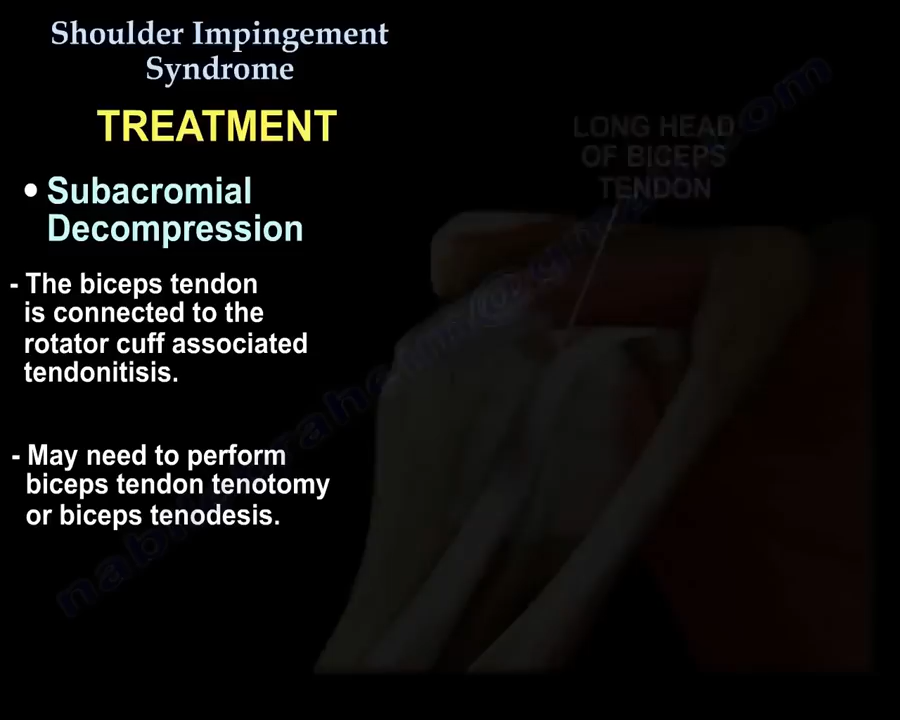 Shoulder Impingement
Syndrome
TREATMENT
• Subacromial
Decompression
- The biceps tendon
is connected to the
rotator cuff associated
tendonitisis.
- May need to perform
biceps tendon tenotomy
or biceps tenodesis.
LONG HEAD
OF BICEPS
TENDON